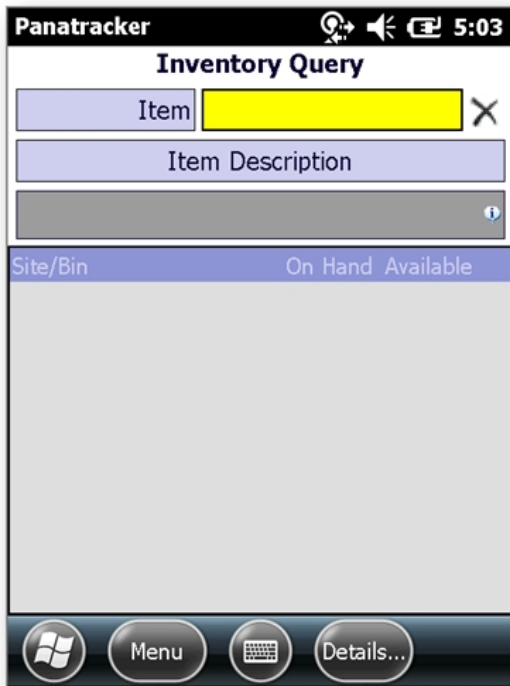 Panatracker 5:03
Inventory Query
Item
Item Description
Site/Bin On Hand Available
Menu Details...